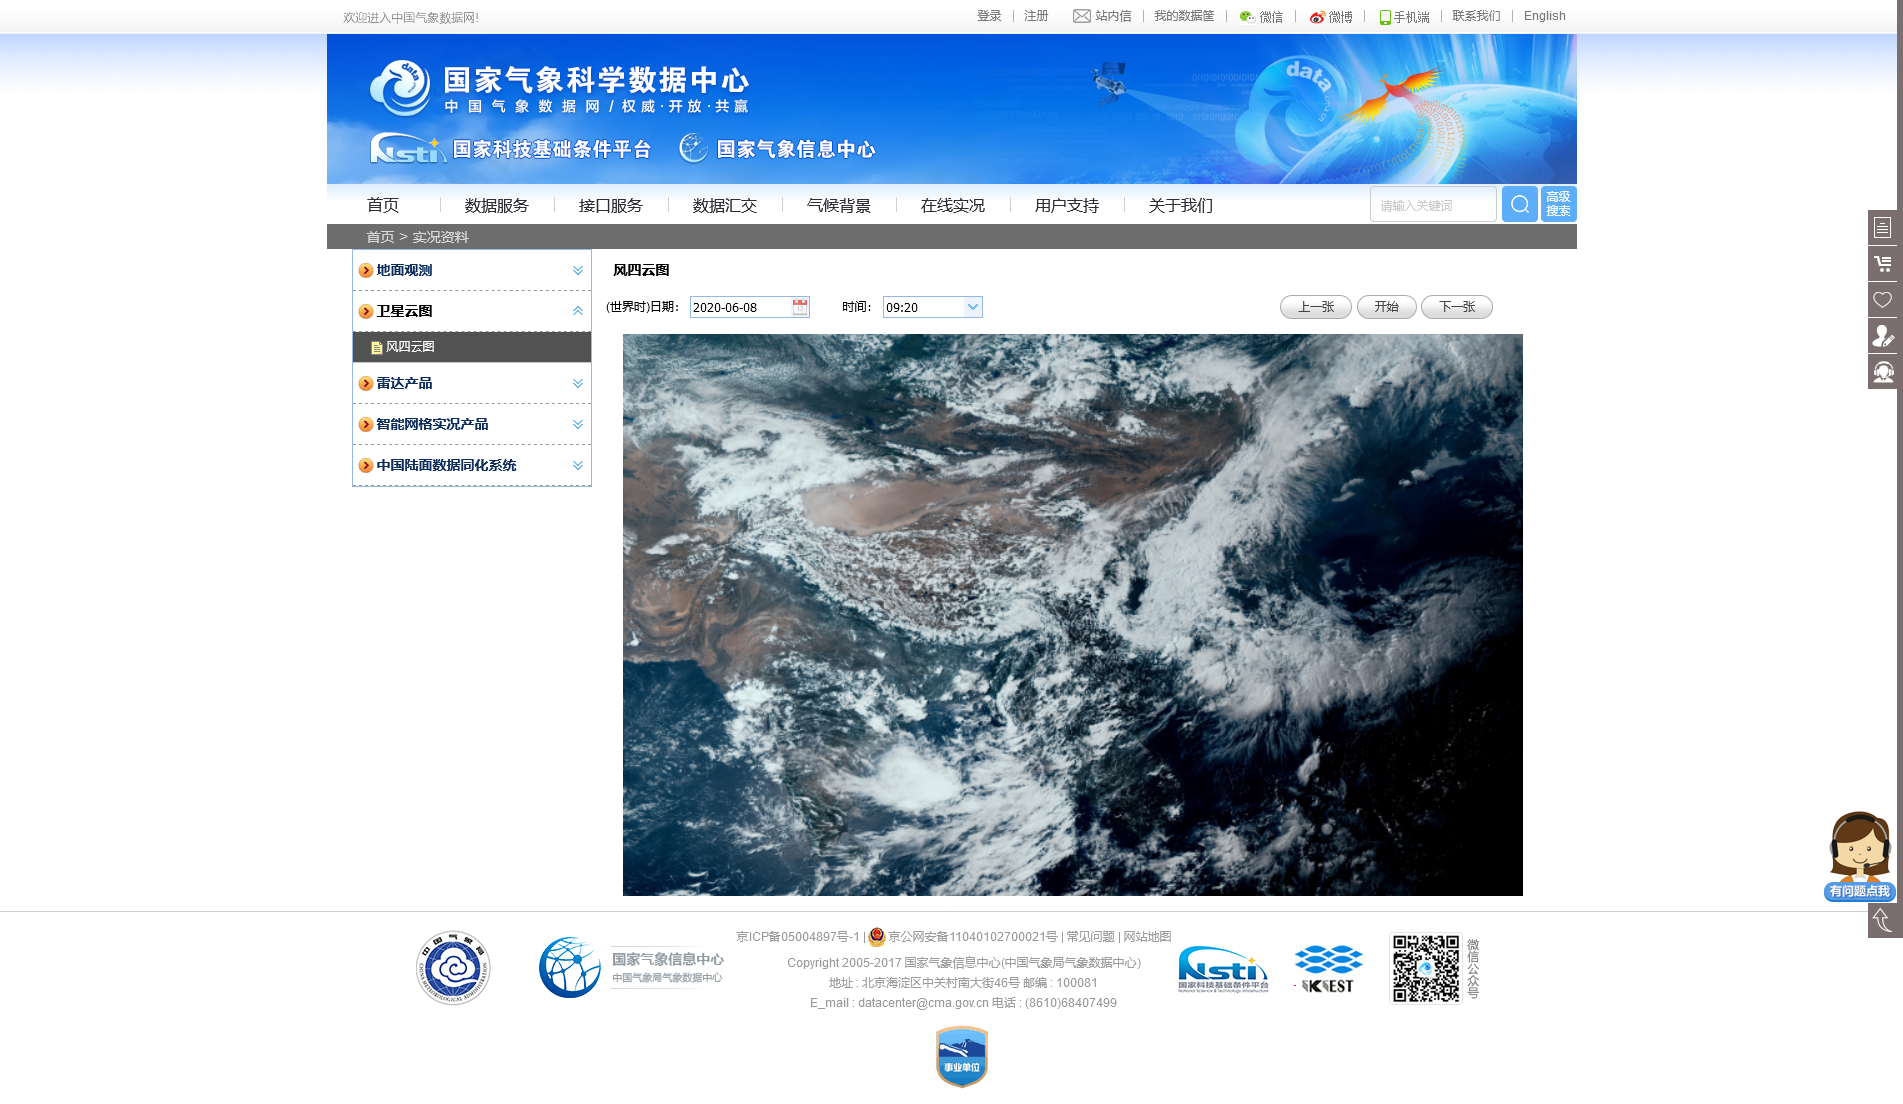 欢迎进入中国气象数据网!
登录 注册 站内信 我的数据筐 微信 微博 手机端 联系我们 English
data
国家气象科学数据中心
中国气象数据网/权威·开放·共赢
nsti 国家科技基础条件平台 国家气象信息中心
data
首页 数据服务 接口服务 数据汇交 气候背景 在线实况 用户支持 关于我们 请输入关键词 高级搜索
首页 > 实况资料
地面观测
卫星云图
风四云图
雷达产品
智能网格实况产品
中国陆面数据同化系统
风四云图
(世界时)日期: 2020-06-08 时间: 09:20 上一张 开始 下一张
有问题点我
中国气象局
CHINA METEOROLOGICAL ADMINISTRATION
国家气象信息中心
中国气象局气象数据中心
京ICP备05004897号-1 | 京公网安备11040102700021号 | 常见问题 | 网站地图
Copyright 2005-2017 国家气象信息中心(中国气象局气象数据中心)
地址 : 北京海淀区中关村南大街46号 邮编 : 100081
E_mail : datacenter@cma.gov.cn 电话 : (8610)68407499
nsti
国家科技基础条件平台
National Science & Technology Infrastructure
IKCEST
微信公众号
事业单位